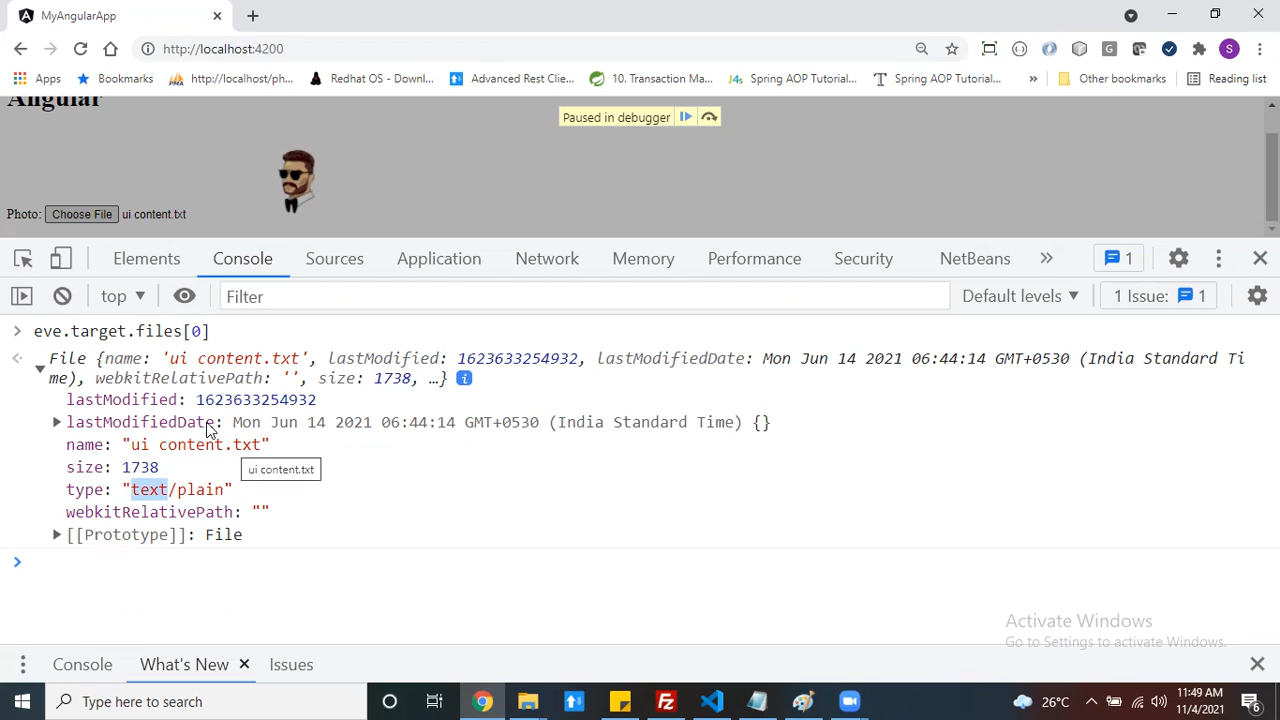 MyAngularApp
http://localhost:4200
S
Apps
Bookmarks
http://localhost/ph...
Redhat OS - Downl...
Advanced Rest Clie...
10. Transaction Ma...
J4s Spring AOP Tutorial...
T Spring AOP Tutorial...
»
Other bookmarks
Reading list
Angular
Paused in debugger
Photo: Choose File ui content.txt
Elements Console Sources Application Network Memory Performance Security NetBeans » 1
top ▼ Filter Default levels ▼ 1 Issue: 1
> eve.target.files[0]
File {name: 'ui content.txt', lastModified: 1623633254932, lastModifiedDate: Mon Jun 14 2021 06:44:14 GMT+0530 (India Standard Ti
me), webkitRelativePath: '', size: 1738, …}
lastModified: 1623633254932
lastModifiedDate: Mon Jun 14 2021 06:44:14 GMT+0530 (India Standard Time) {}
name: "ui content.txt"
size: 1738
ui content.txt
type: "text/plain"
webkitRelativePath: ""
[[Prototype]]: File
>
Activate Windows
Go to Settings to activate Windows.
Console What's New Issues
Type here to search
26°C
11:49 AM
11/4/2021
6